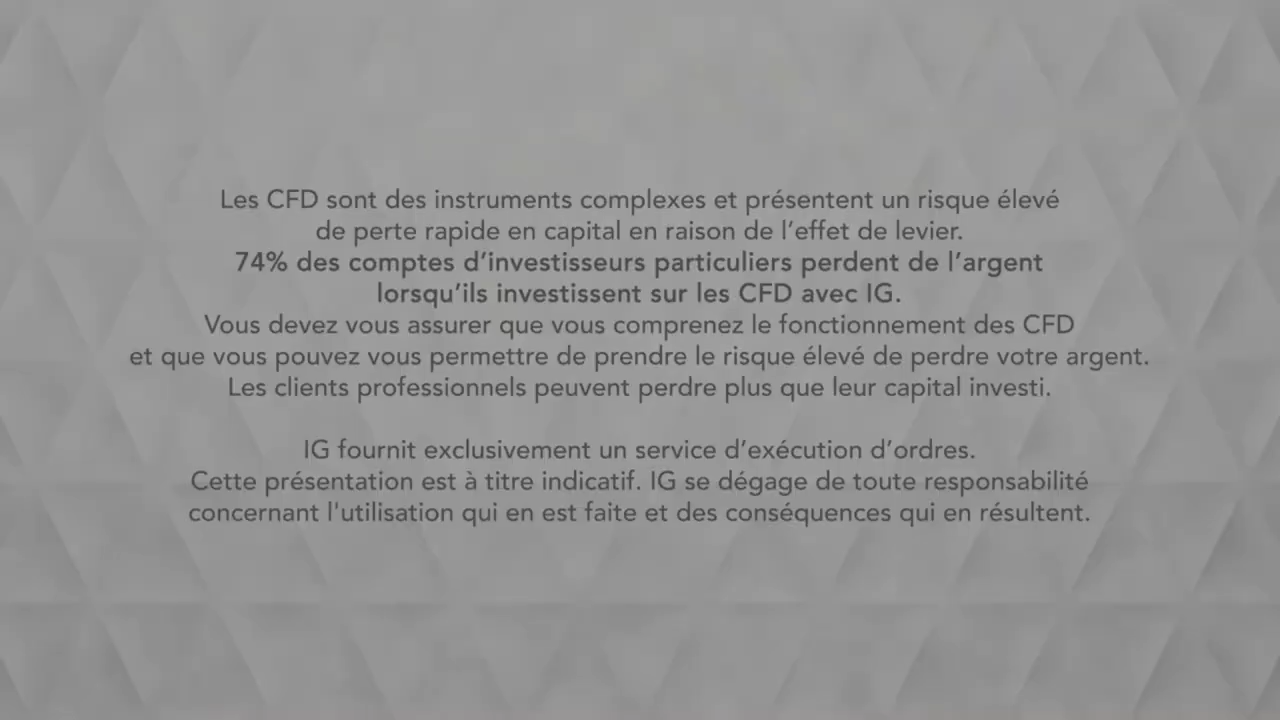 Les CFD sont des instruments complexes et présentent un risque élevé
de perte rapide en capital en raison de l’effet de levier.
74% des comptes d’investisseurs particuliers perdent de l’argent
lorsqu’ils investissent sur les CFD avec IG.
Vous devez vous assurer que vous comprenez le fonctionnement des CFD
et que vous pouvez vous permettre de prendre le risque élevé de perdre votre argent.
Les clients professionnels peuvent perdre plus que leur capital investi.
IG fournit exclusivement un service d’exécution d’ordres.
Cette présentation est à titre indicatif. IG se dégage de toute responsabilité
concernant l'utilisation qui en est faite et des conséquences qui en résultent.